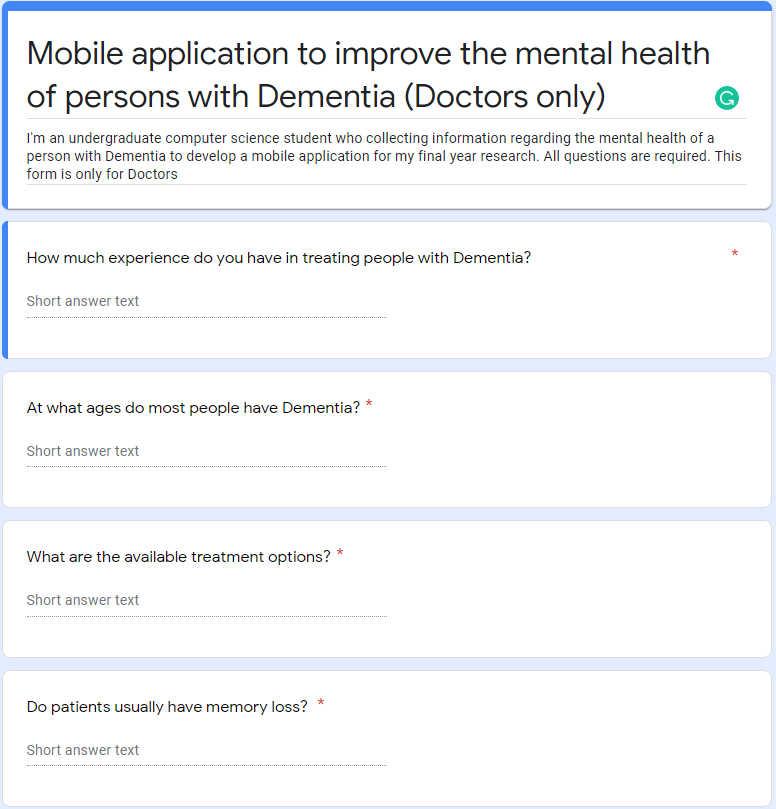 Mobile application to improve the mental health
of persons with Dementia (Doctors only)
I'm an undergraduate computer science student who collecting information regarding the mental health of a
person with Dementia to develop a mobile application for my final year research. All questions are required. This
form is only for Doctors
How much experience do you have in treating people with Dementia? *
Short answer text
At what ages do most people have Dementia? *
Short answer text
What are the available treatment options? *
Short answer text
Do patients usually have memory loss? *
Short answer text